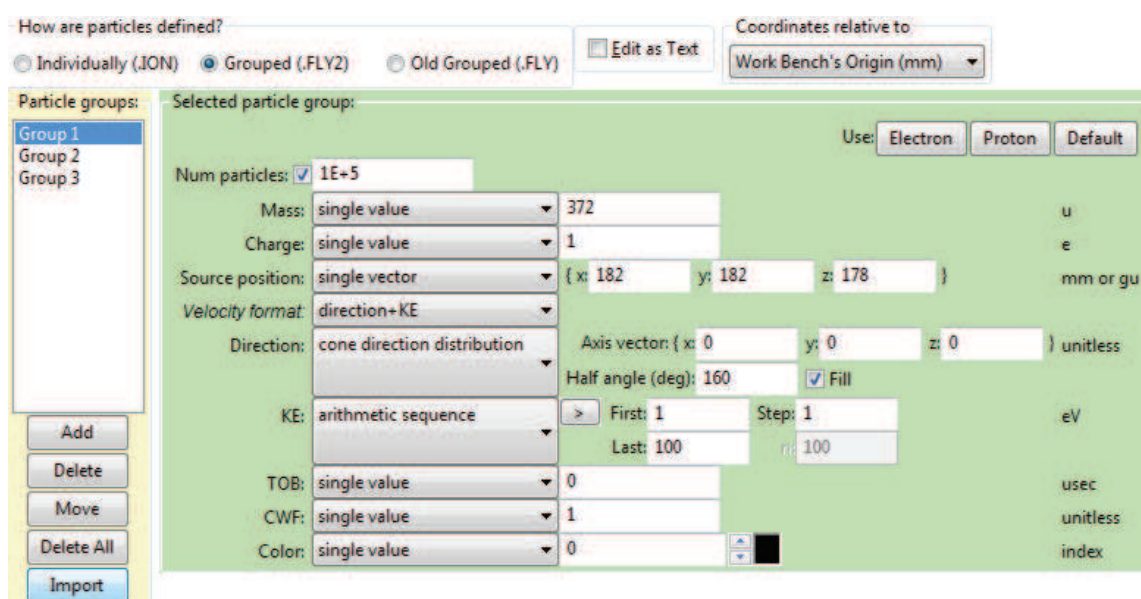 How are particles defined?
Individually (.ION) Grouped (.FLY2) Old Grouped (.FLY)
Edit as Text
Coordinates relative to
Work Bench's Origin (mm)
Particle groups:
Group 1
Group 2
Group 3
Add
Delete
Move
Delete All
Import
Selected particle group:
Use: Electron Proton Default
Num particles: 1E+5
Mass: single value 372 u
Charge: single value 1 e
Source position: single vector { x: 182 y: 182 z: 178 } mm or gu
Velocity format: direction+KE
Direction: cone direction distribution Axis vector: { x: 0 y: 0 z: 0 } unitless
Half angle (deg): 160 Fill
KE: arithmetic sequence > First: 1 Step: 1 eV
Last: 100 100
TOB: single value 0 usec
CWF: single value 1 unitless
Color: single value 0 index